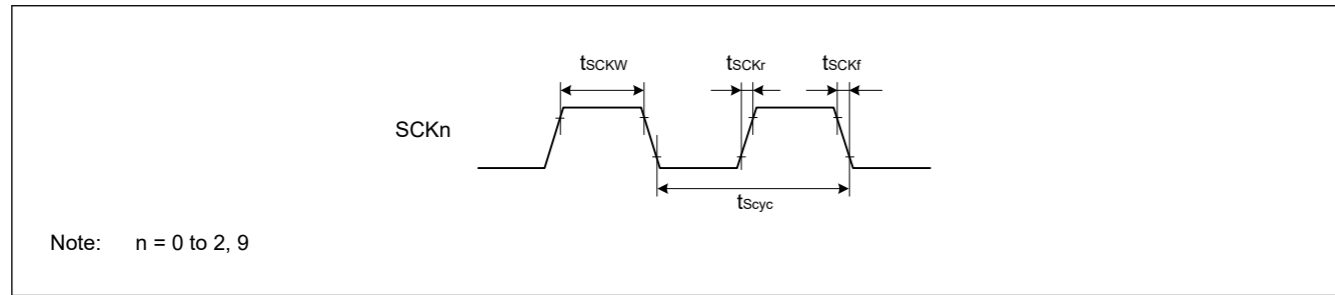 tSCKW tSCKr tSCKf
SCKn
tScyc
Note: n = 0 to 2, 9